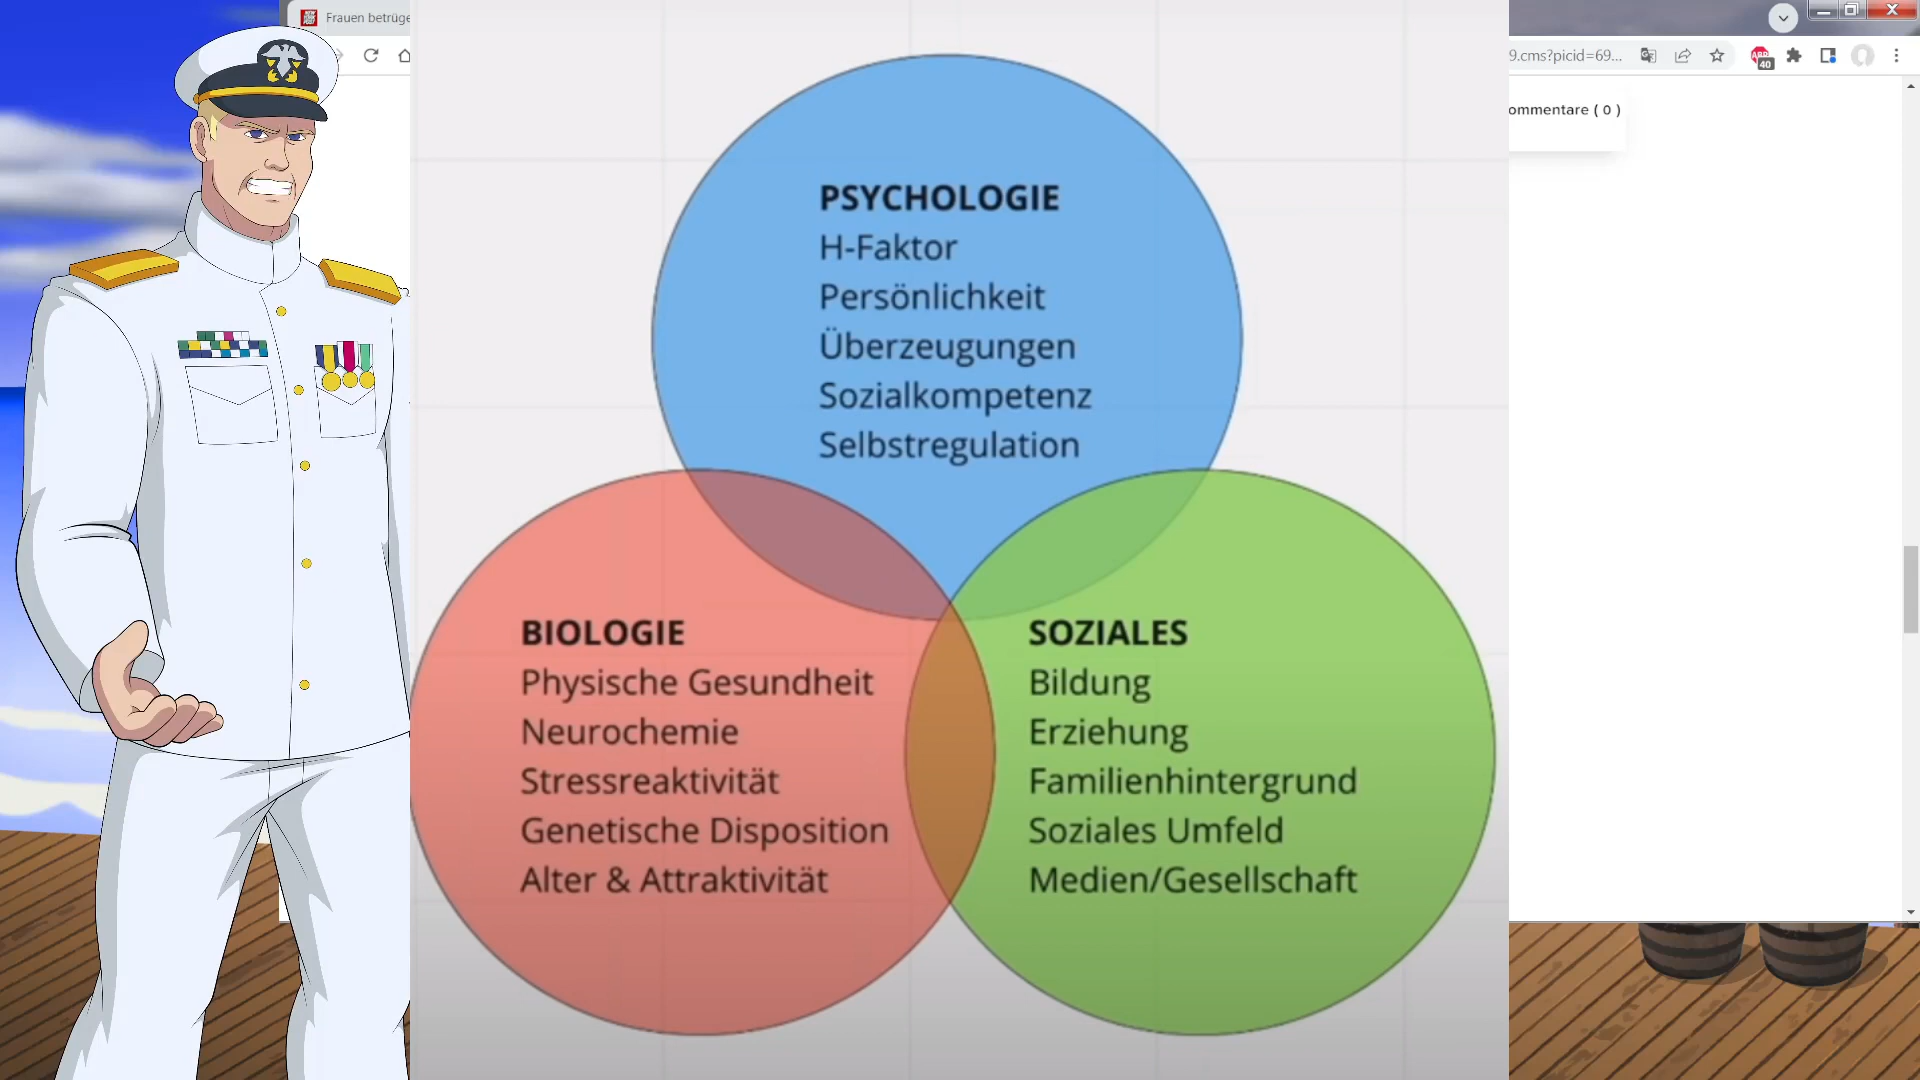 Frauen betrüge
9.cms?picid=69...
40
ommentare ( 0 )
PSYCHOLOGIE
H-Faktor
Persönlichkeit
Überzeugungen
Sozialkompetenz
Selbstregulation
BIOLOGIE
Physische Gesundheit
Neurochemie
Stressreaktivität
Genetische Disposition
Alter & Attraktivität
SOZIALES
Bildung
Erziehung
Familienhintergrund
Soziales Umfeld
Medien/Gesellschaft